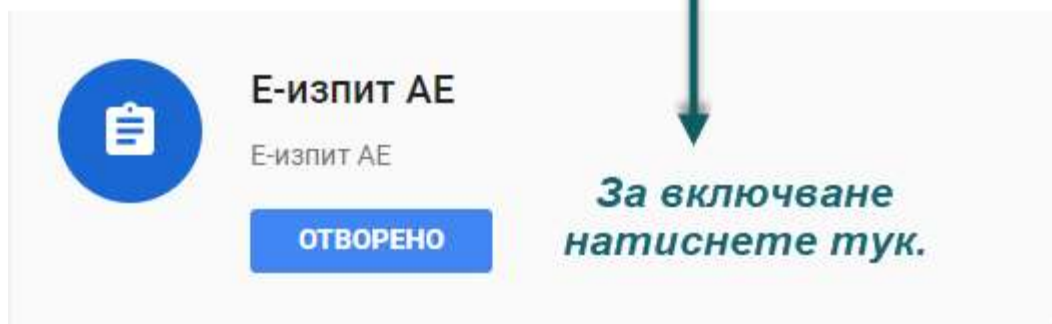 Е-изпит АЕ
Е-изпит АЕ
ОТВОРЕНО
За включване
натиснете тук.